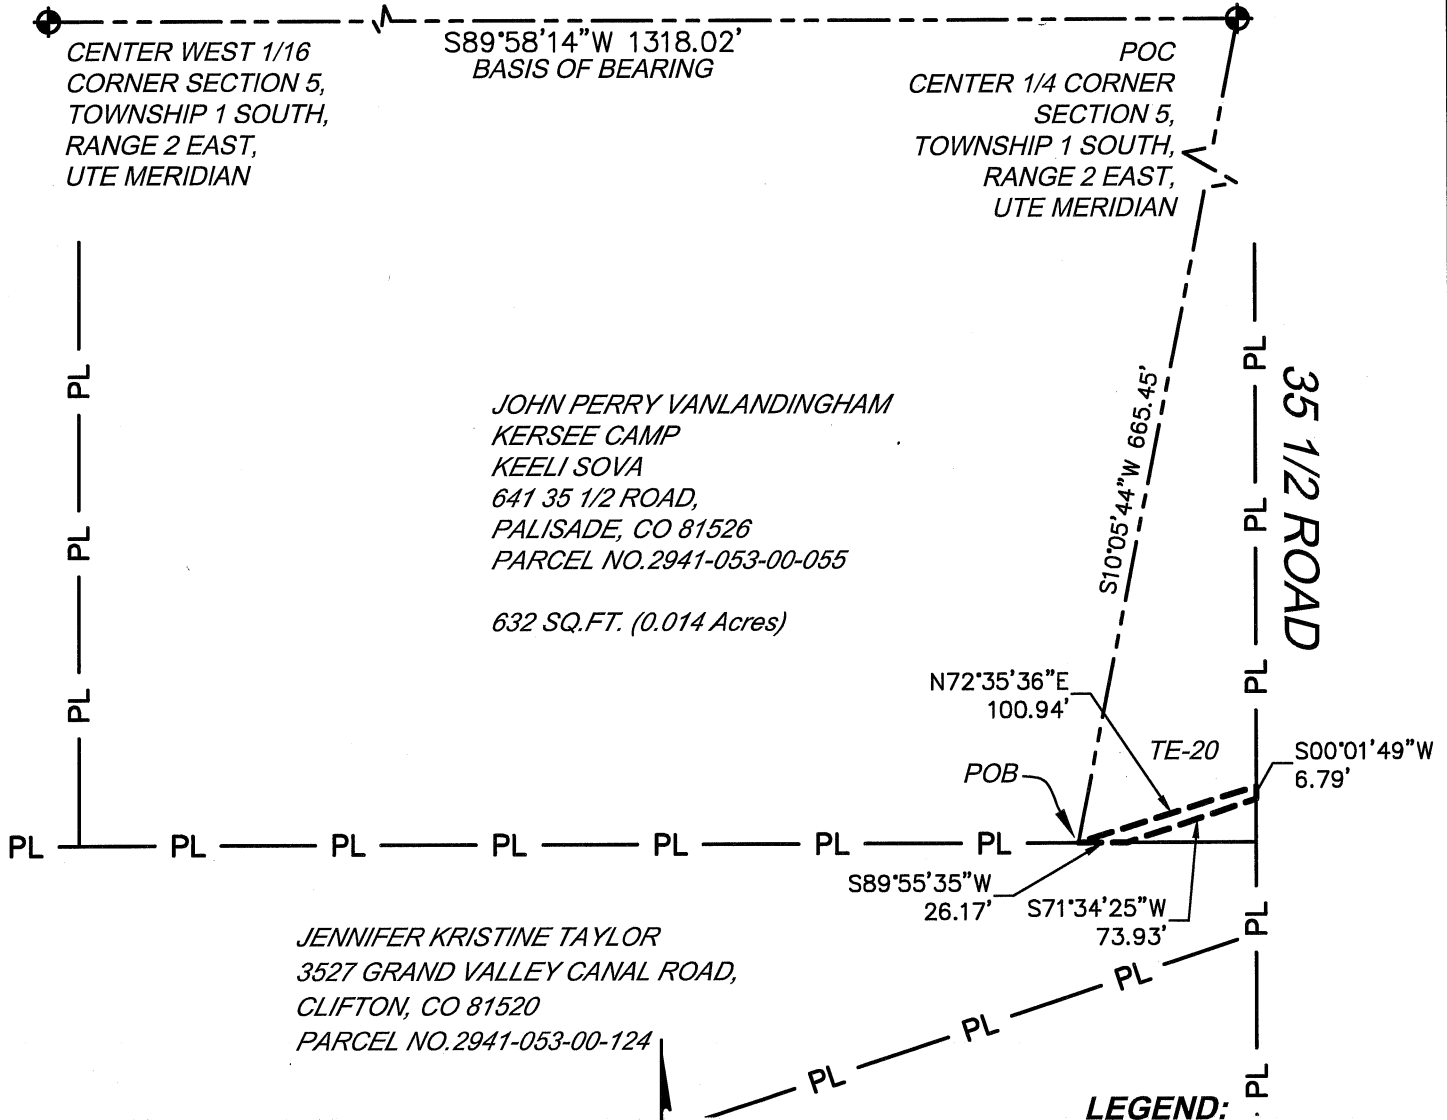 S89°58'14"W 1318.02'
BASIS OF BEARING
CENTER WEST 1/16
CORNER SECTION 5,
TOWNSHIP 1 SOUTH,
RANGE 2 EAST,
UTE MERIDIAN
POC
CENTER 1/4 CORNER
SECTION 5,
TOWNSHIP 1 SOUTH,
RANGE 2 EAST,
UTE MERIDIAN
PL
PL
PL
JOHN PERRY VANLANDINGHAM
KERSEE CAMP
KEELI SOVA
641 35 1/2 ROAD,
PALISADE, CO 81526
PARCEL NO.2941-053-00-055
632 SQ.FT. (0.014 Acres)
S10°05'44"W 665.45'
PL
PL
PL
35 1/2 ROAD
N72°35'36"E
100.94'
TE-20
S00°01'49"W
6.79'
POB
PL PL PL PL PL PL PL
S89°55'35"W
26.17'
S71°34'25"W
73.93'
JENNIFER KRISTINE TAYLOR
3527 GRAND VALLEY CANAL ROAD,
CLIFTON, CO 81520
PARCEL NO.2941-053-00-124
PL
PL
PL
PL
PL
LEGEND: